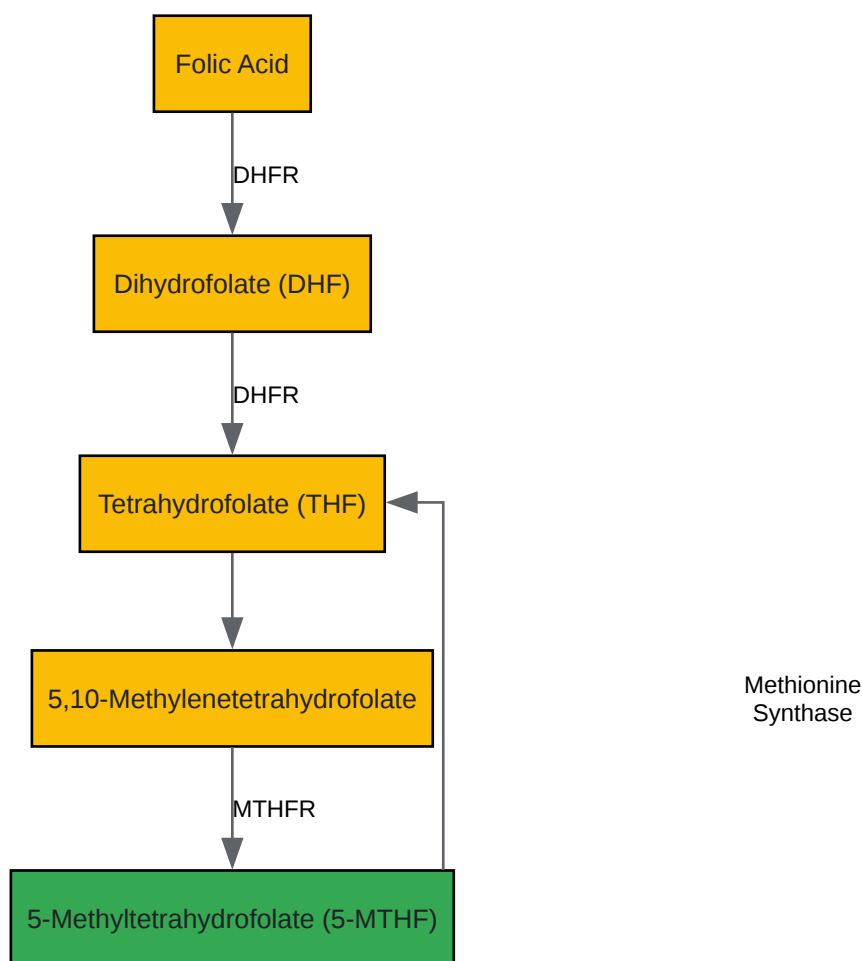 Folic Acid
DHFR
Dihydrofolate (DHF)
DHFR
Tetrahydrofolate (THF)
5,10-Methylenetetrahydrofolate
Methionine
Synthase
MTHFR
5-Methyltetrahydrofolate (5-MTHF)